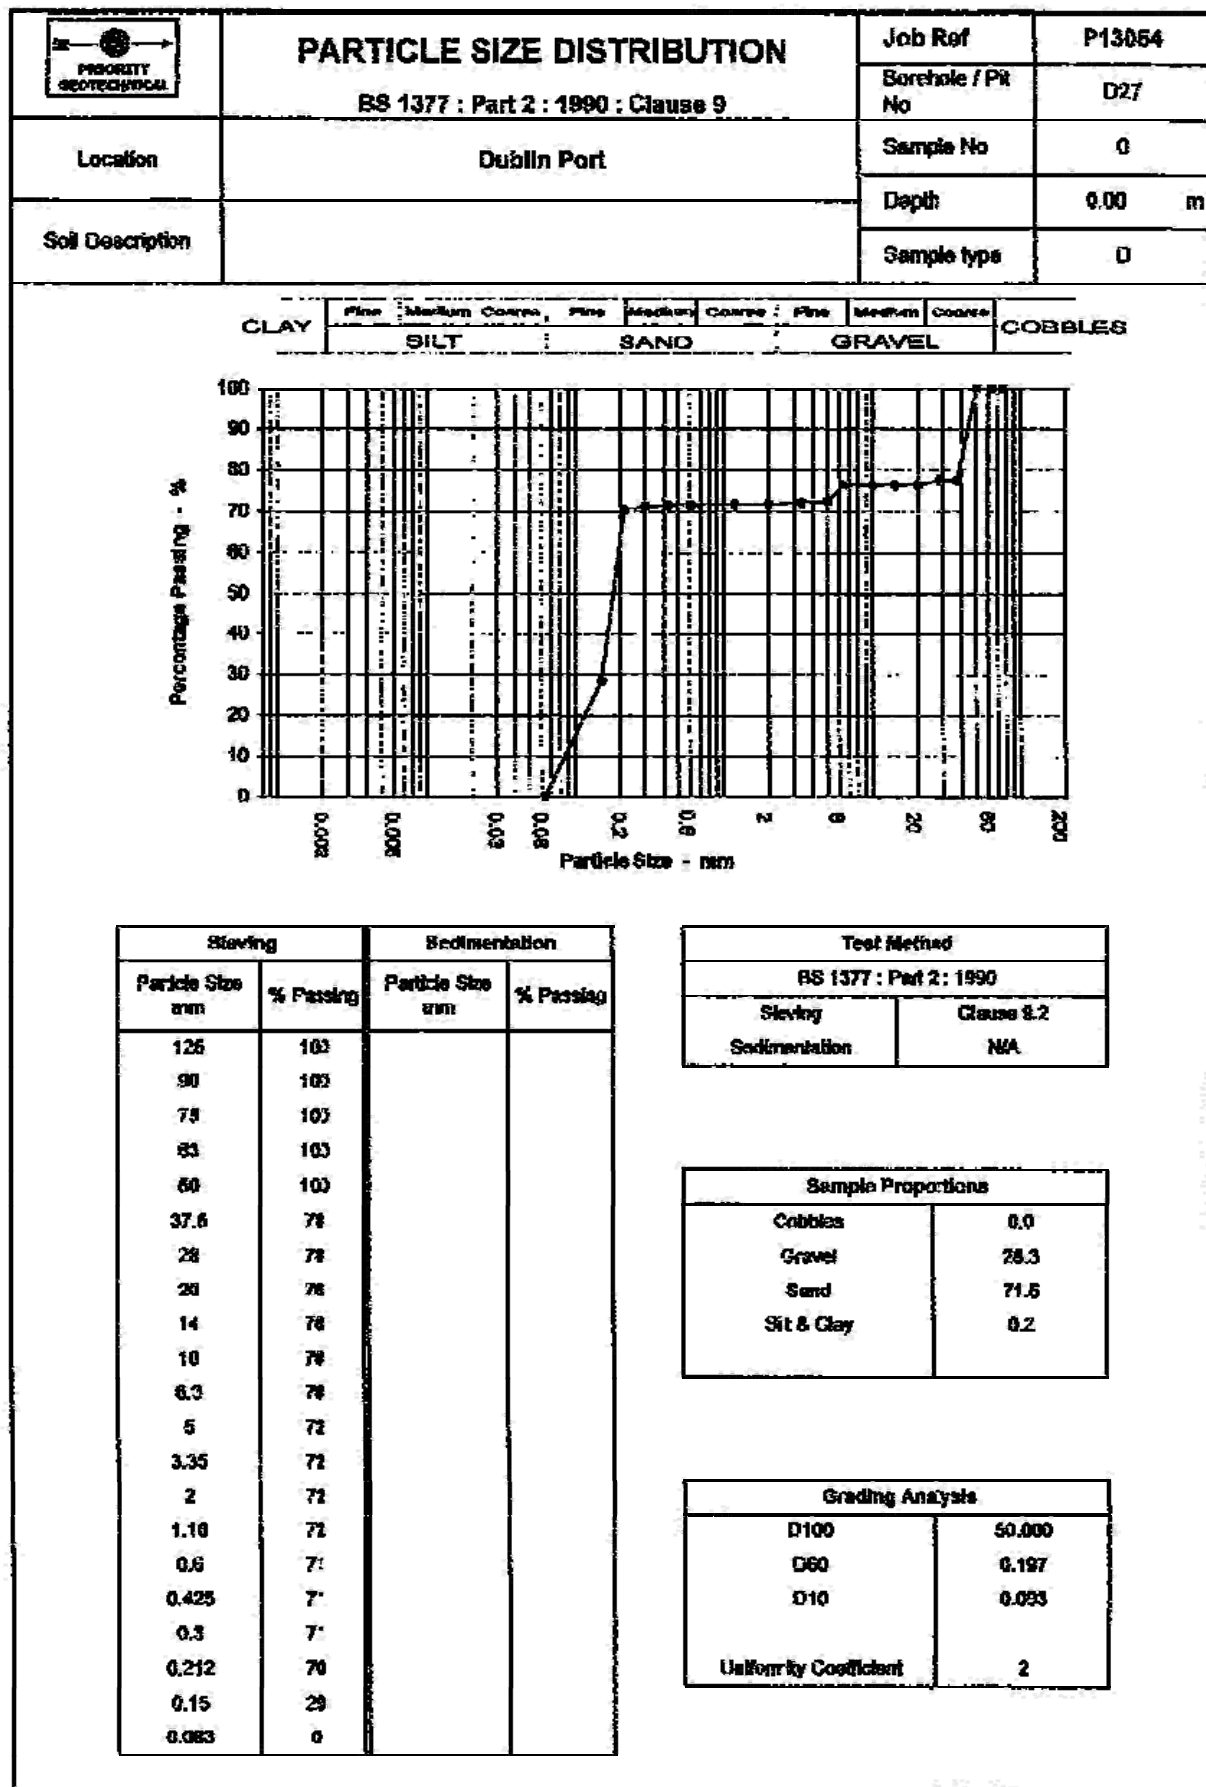 PRIORITY
GEOTECHNICAL
PARTICLE SIZE DISTRIBUTION
BS 1377 : Part 2 : 1990 : Clause 9
Job Ref P13054
Borehole / Pit No D27
Location Dublin Port
Sample No 0
Depth 0.00 m
Soil Description
Sample type D
CLAY Fine Medium Coarse Fine Medium Coarse Fine Medium Coarse COBBLES
SILT SAND GRAVEL
Percentage Passing - %
100
90
80
70
60
50
40
30
20
10
0
0.002 0.006 0.02 0.06 0.2 0.6 2 6 20 60 200
Particle Size - mm
Sieving Sedimentation
Particle Size mm % Passing Particle Size mm % Passing
125 100
90 100
75 100
63 100
50 100
37.5 78
28 78
20 76
14 76
10 76
6.3 76
5 72
3.35 72
2 72
1.18 72
0.6 71
0.425 71
0.3 71
0.212 70
0.15 29
0.063 0
Test Method
BS 1377 : Part 2 : 1990
Sieving Clause 9.2
Sedimentation N/A
Sample Proportions
Cobbles 0.0
Gravel 28.3
Sand 71.5
Silt & Clay 0.2
Grading Analysis
D100 50.000
D60 0.197
D10 0.093
Uniformity Coefficient 2